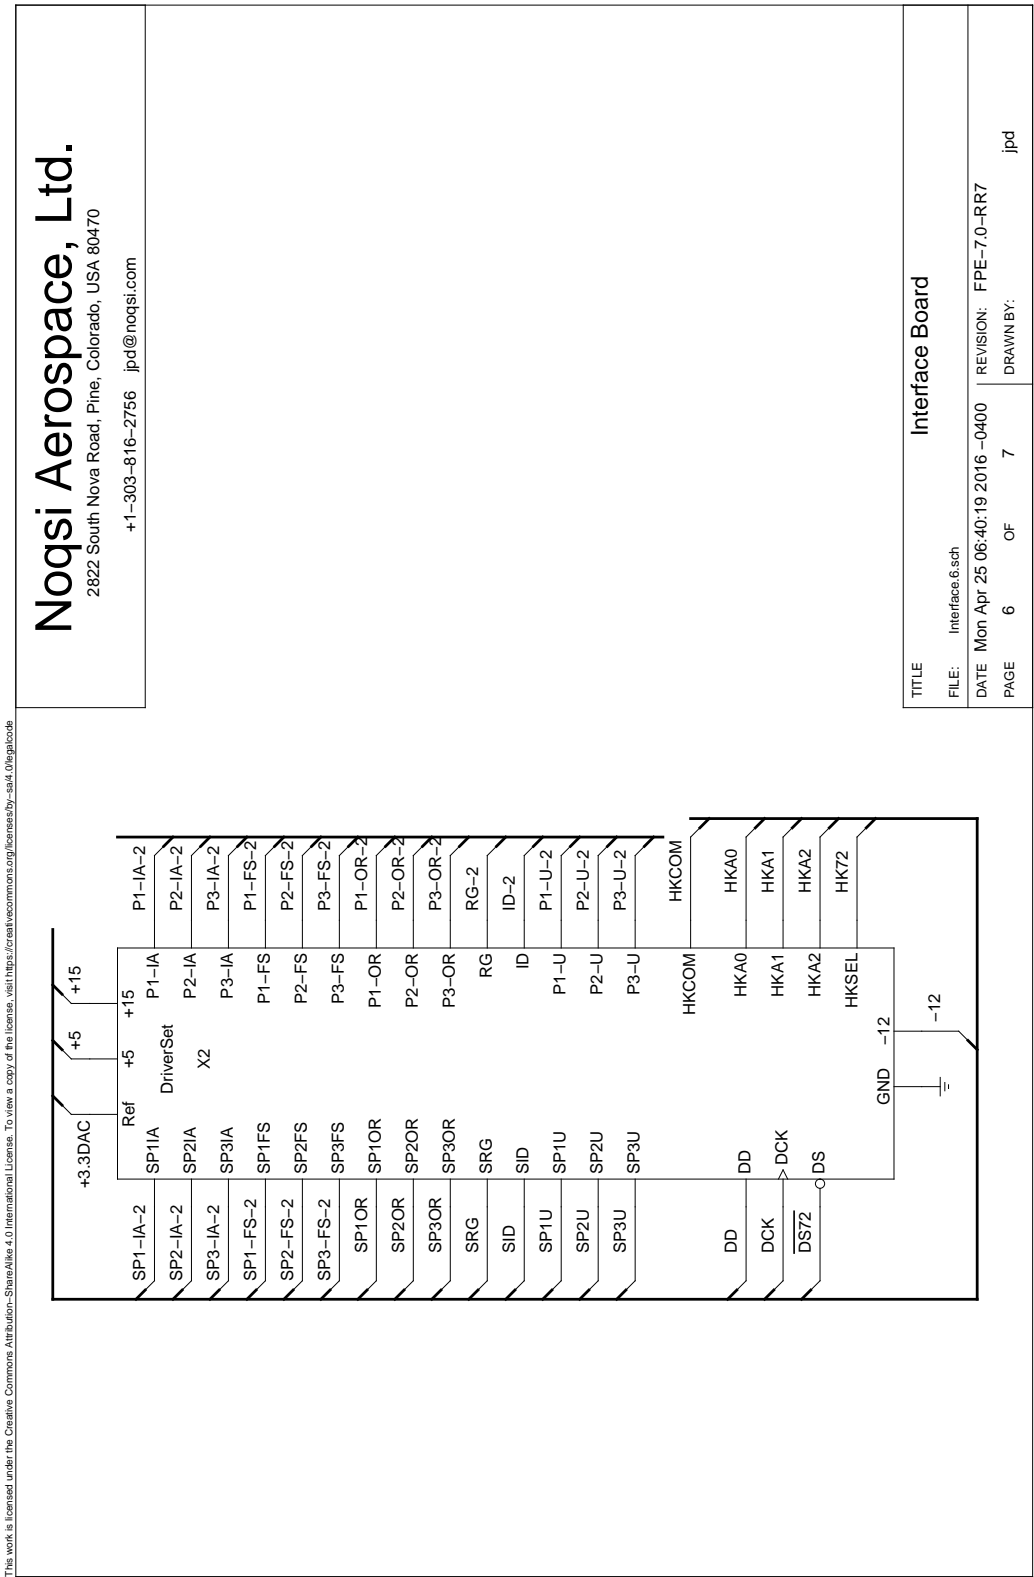 This work is licensed under the Creative Commons Attribution−ShareAlike 4.0 International License. To view a copy of the license, visit https://creativecommons.org/licenses/by−sa/4.0/legalcode
Noqsi Aerospace, Ltd.
2822 South Nova Road, Pine, Colorado, USA 80470
+1−303−816−2756 jpd@noqsi.com
+3.3DAC
+5
+15
Ref
+5
+15
DriverSet
X2
SP1−IA−2 SP1IA P1−IA P1−IA−2
SP2−IA−2 SP2IA P2−IA P2−IA−2
SP3−IA−2 SP3IA P3−IA P3−IA−2
SP1−FS−2 SP1FS P1−FS P1−FS−2
SP2−FS−2 SP2FS P2−FS P2−FS−2
SP3−FS−2 SP3FS P3−FS P3−FS−2
SP1OR SP1OR P1−OR P1−OR−2
SP2OR SP2OR P2−OR P2−OR−2
SP3OR SP3OR P3−OR P3−OR−2
SRG SRG RG RG−2
SID SID ID ID−2
SP1U SP1U P1−U P1−U−2
SP2U SP2U P2−U P2−U−2
SP3U SP3U P3−U P3−U−2
HKCOM HKCOM
DD DD HKA0 HKA0
DCK DCK HKA1 HKA1
DS72 DS HKA2 HKA2
HKSEL HK72
GND −12
−12
TITLE
Interface Board
FILE: Interface.6.sch
DATE Mon Apr 25 06:40:19 2016 −0400 REVISION: FPE−7.0−RR7
PAGE 6 OF 7 DRAWN BY: jpd